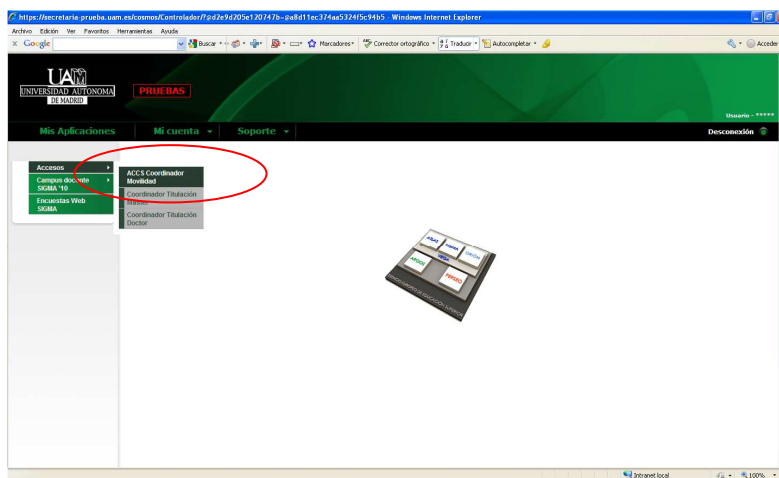 https://secretaria-prueba.uam.es/cosmos/Controlador/?@d2e9d205e120747b-@a8d11ec374aa5324f5c94b5 - Windows Internet Explorer
Archivo Edición Ver Favoritos Herramientas Ayuda
x Google Buscar Marcadores Corrector ortográfico Traducir Autocompletar Acceder
UAM
UNIVERSIDAD AUTONOMA
DE MADRID
PRUEBAS
Usuario - *****
Mis Aplicaciones Mi cuenta Soporte Desconexión
Accesos
Campus docente
SIGMA '10
Encuestas Web
SIGMA
ACCS Coordinador
Movilidad
Coordinador Titulación
Master
Coordinador Titulación
Doctor
ARGOS
PERSEO
Intranet local 100%